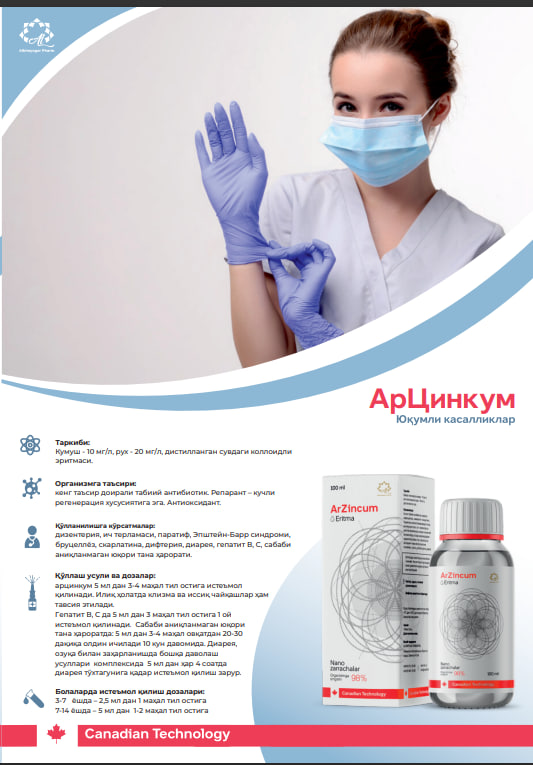 Alkimyogar Pharm
АрЦинкум
Юқумли касалликлар
Таркиби:
Кумуш - 10 мг/л, рух - 20 мг/л, дистилланган сувдаги коллоидли
эритмаси.
Организмга таъсири:
кенг таъсир доирали табиий антибиотик. Репарант – кучли
регенерация хусусиятига эга. Антиоксидант.
Қўлланилишга кўрсатмалар:
дизентерия, ич терламаси, паратиф, Эпштейн-Барр синдроми,
бруцеллёз, скарлатина, дифтерия, диарея, гепатит В, С, сабаби
аниқланмаган юқори тана ҳарорати.
Қўллаш усули ва дозалар:
арцинкум 5 мл дан 3-4 маҳал тил остига истеъмол
қилинади. Илиқ ҳолатда клизма ва иссиқ чайқашлар ҳам
тавсия этилади.
Гепатит В, С да 5 мл дан 3 маҳал тил остига 1 ой
истеъмол қилинади. Сабаби аниқланмаган юқори
тана ҳароратда: 5 мл дан 3-4 маҳал овқатдан 20-30
дақиқа олдин ичилади 10 кун давомида. Диарея,
озуқа билан заҳарланишда бошқа даволаш
усуллари комплексида 5 мл дан ҳар 4 соатда
диарея тўхтагунига қадар истеъмол қилиш зарур.
Болаларда истеъмол қилиш дозалари:
3-7 ёшда – 2,5 мл дан 1 маҳал тил остига
7-14 ёшда – 5 мл дан 1-2 маҳал тил остига
100 ml
ArZincum
Eritma
Nano
zarrachalar
98%
Canadian Technology
ArZincum
Eritma
Nano
zarrachalar
98%
100 ml
Canadian Technology